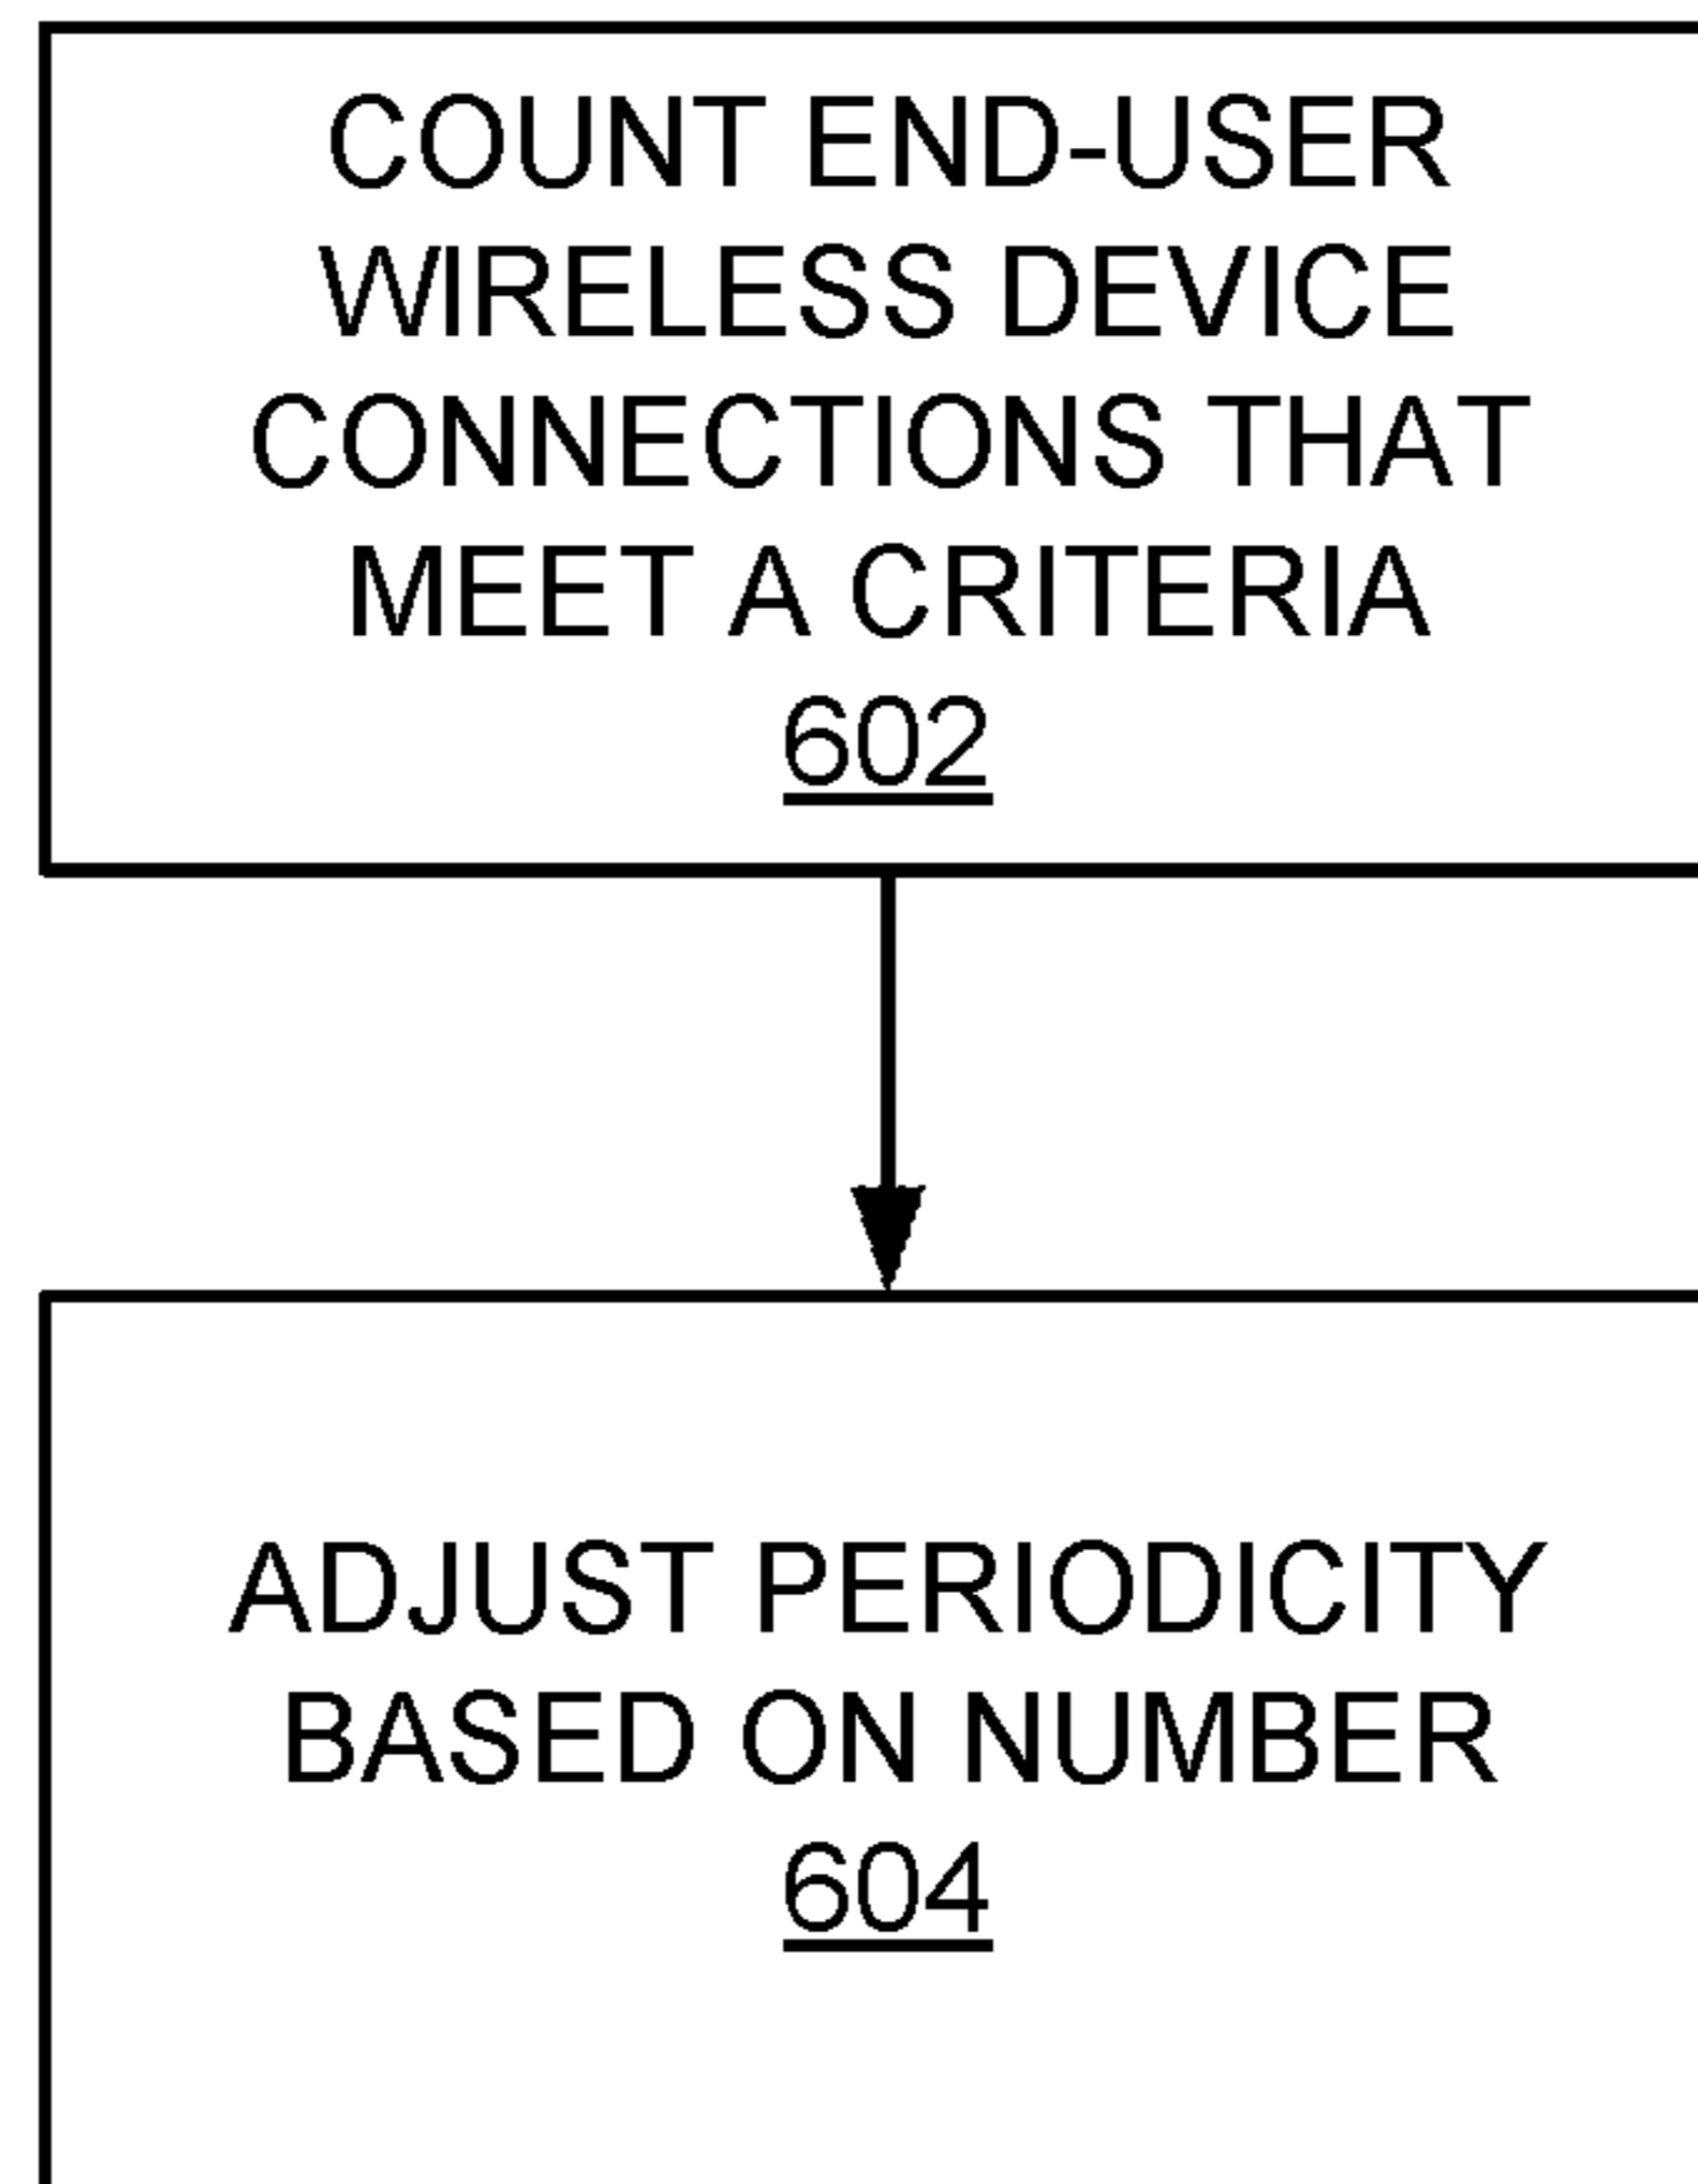 COUNT END-USER
WIRELESS DEVICE
CONNECTIONS THAT
MEET A CRITERIA
602
ADJUST PERIODICITY
BASED ON NUMBER
604